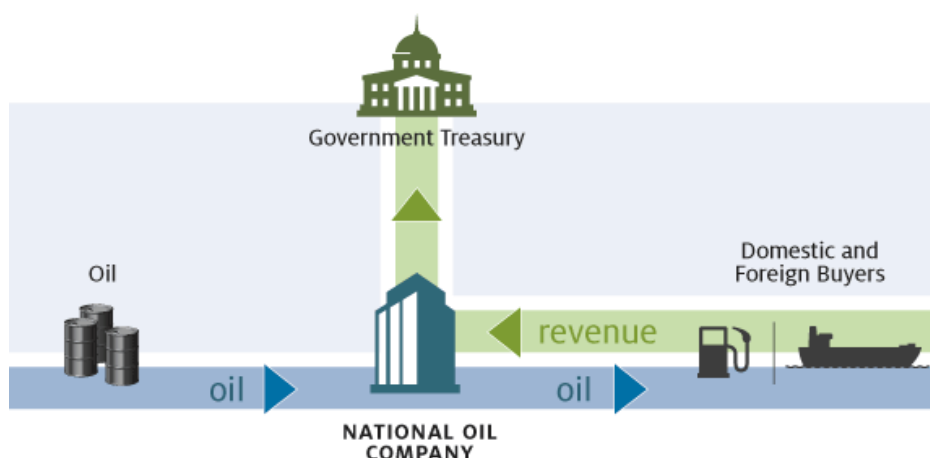 Government Treasury
Oil
Domestic and
Foreign Buyers
revenue
oil
oil
NATIONAL OIL
COMPANY